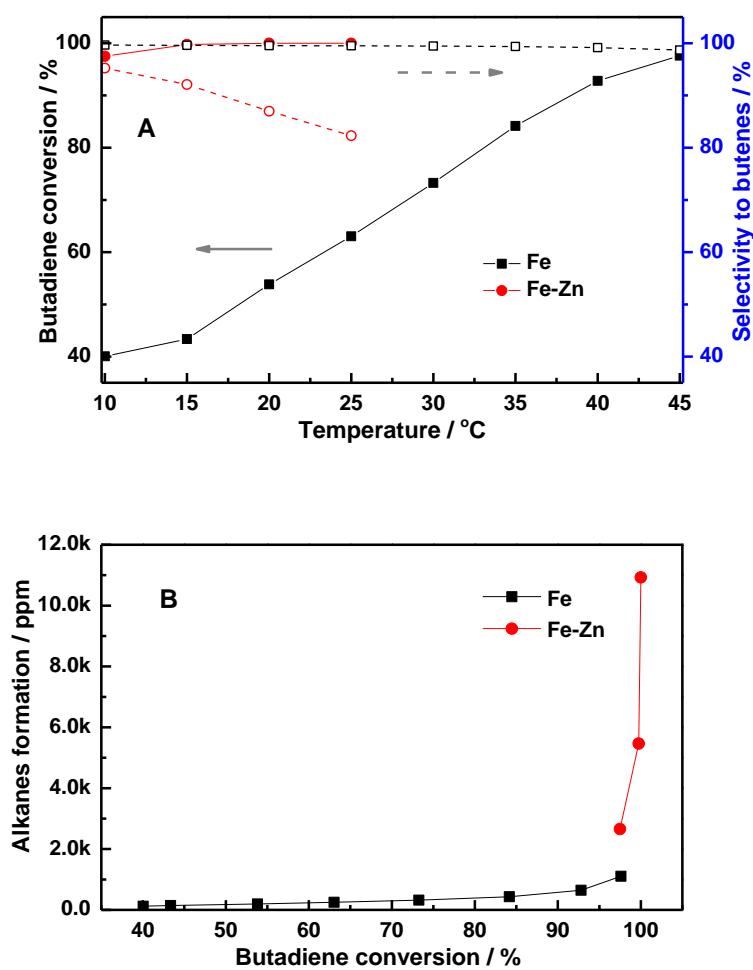 A
Butadiene conversion / %
100
80
60
40
Selectivity to butenes / %
100
80
60
40
Fe
Fe-Zn
10 15 20 25 30 35 40 45
Temperature / °C
B
Alkanes formation / ppm
12.0k
10.0k
8.0k
6.0k
4.0k
2.0k
0.0
Fe
Fe-Zn
40 50 60 70 80 90 100
Butadiene conversion / %